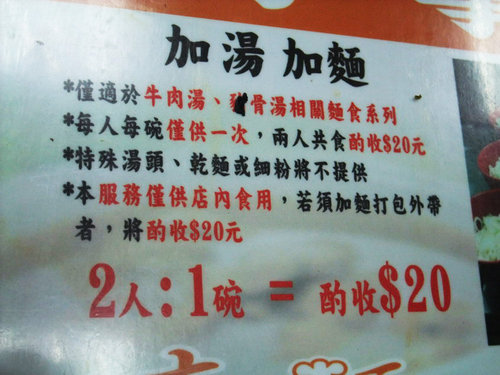 加湯加麵
*僅適於牛肉湯、豬骨湯相關麵食系列
*每人每碗僅供一次，兩人共食酌收$20元
*特殊湯頭、乾麵或細粉將不提供
*本服務僅供店內食用，若須加麵打包外帶
者，將酌收$20元
2人:1碗 = 酌收$20